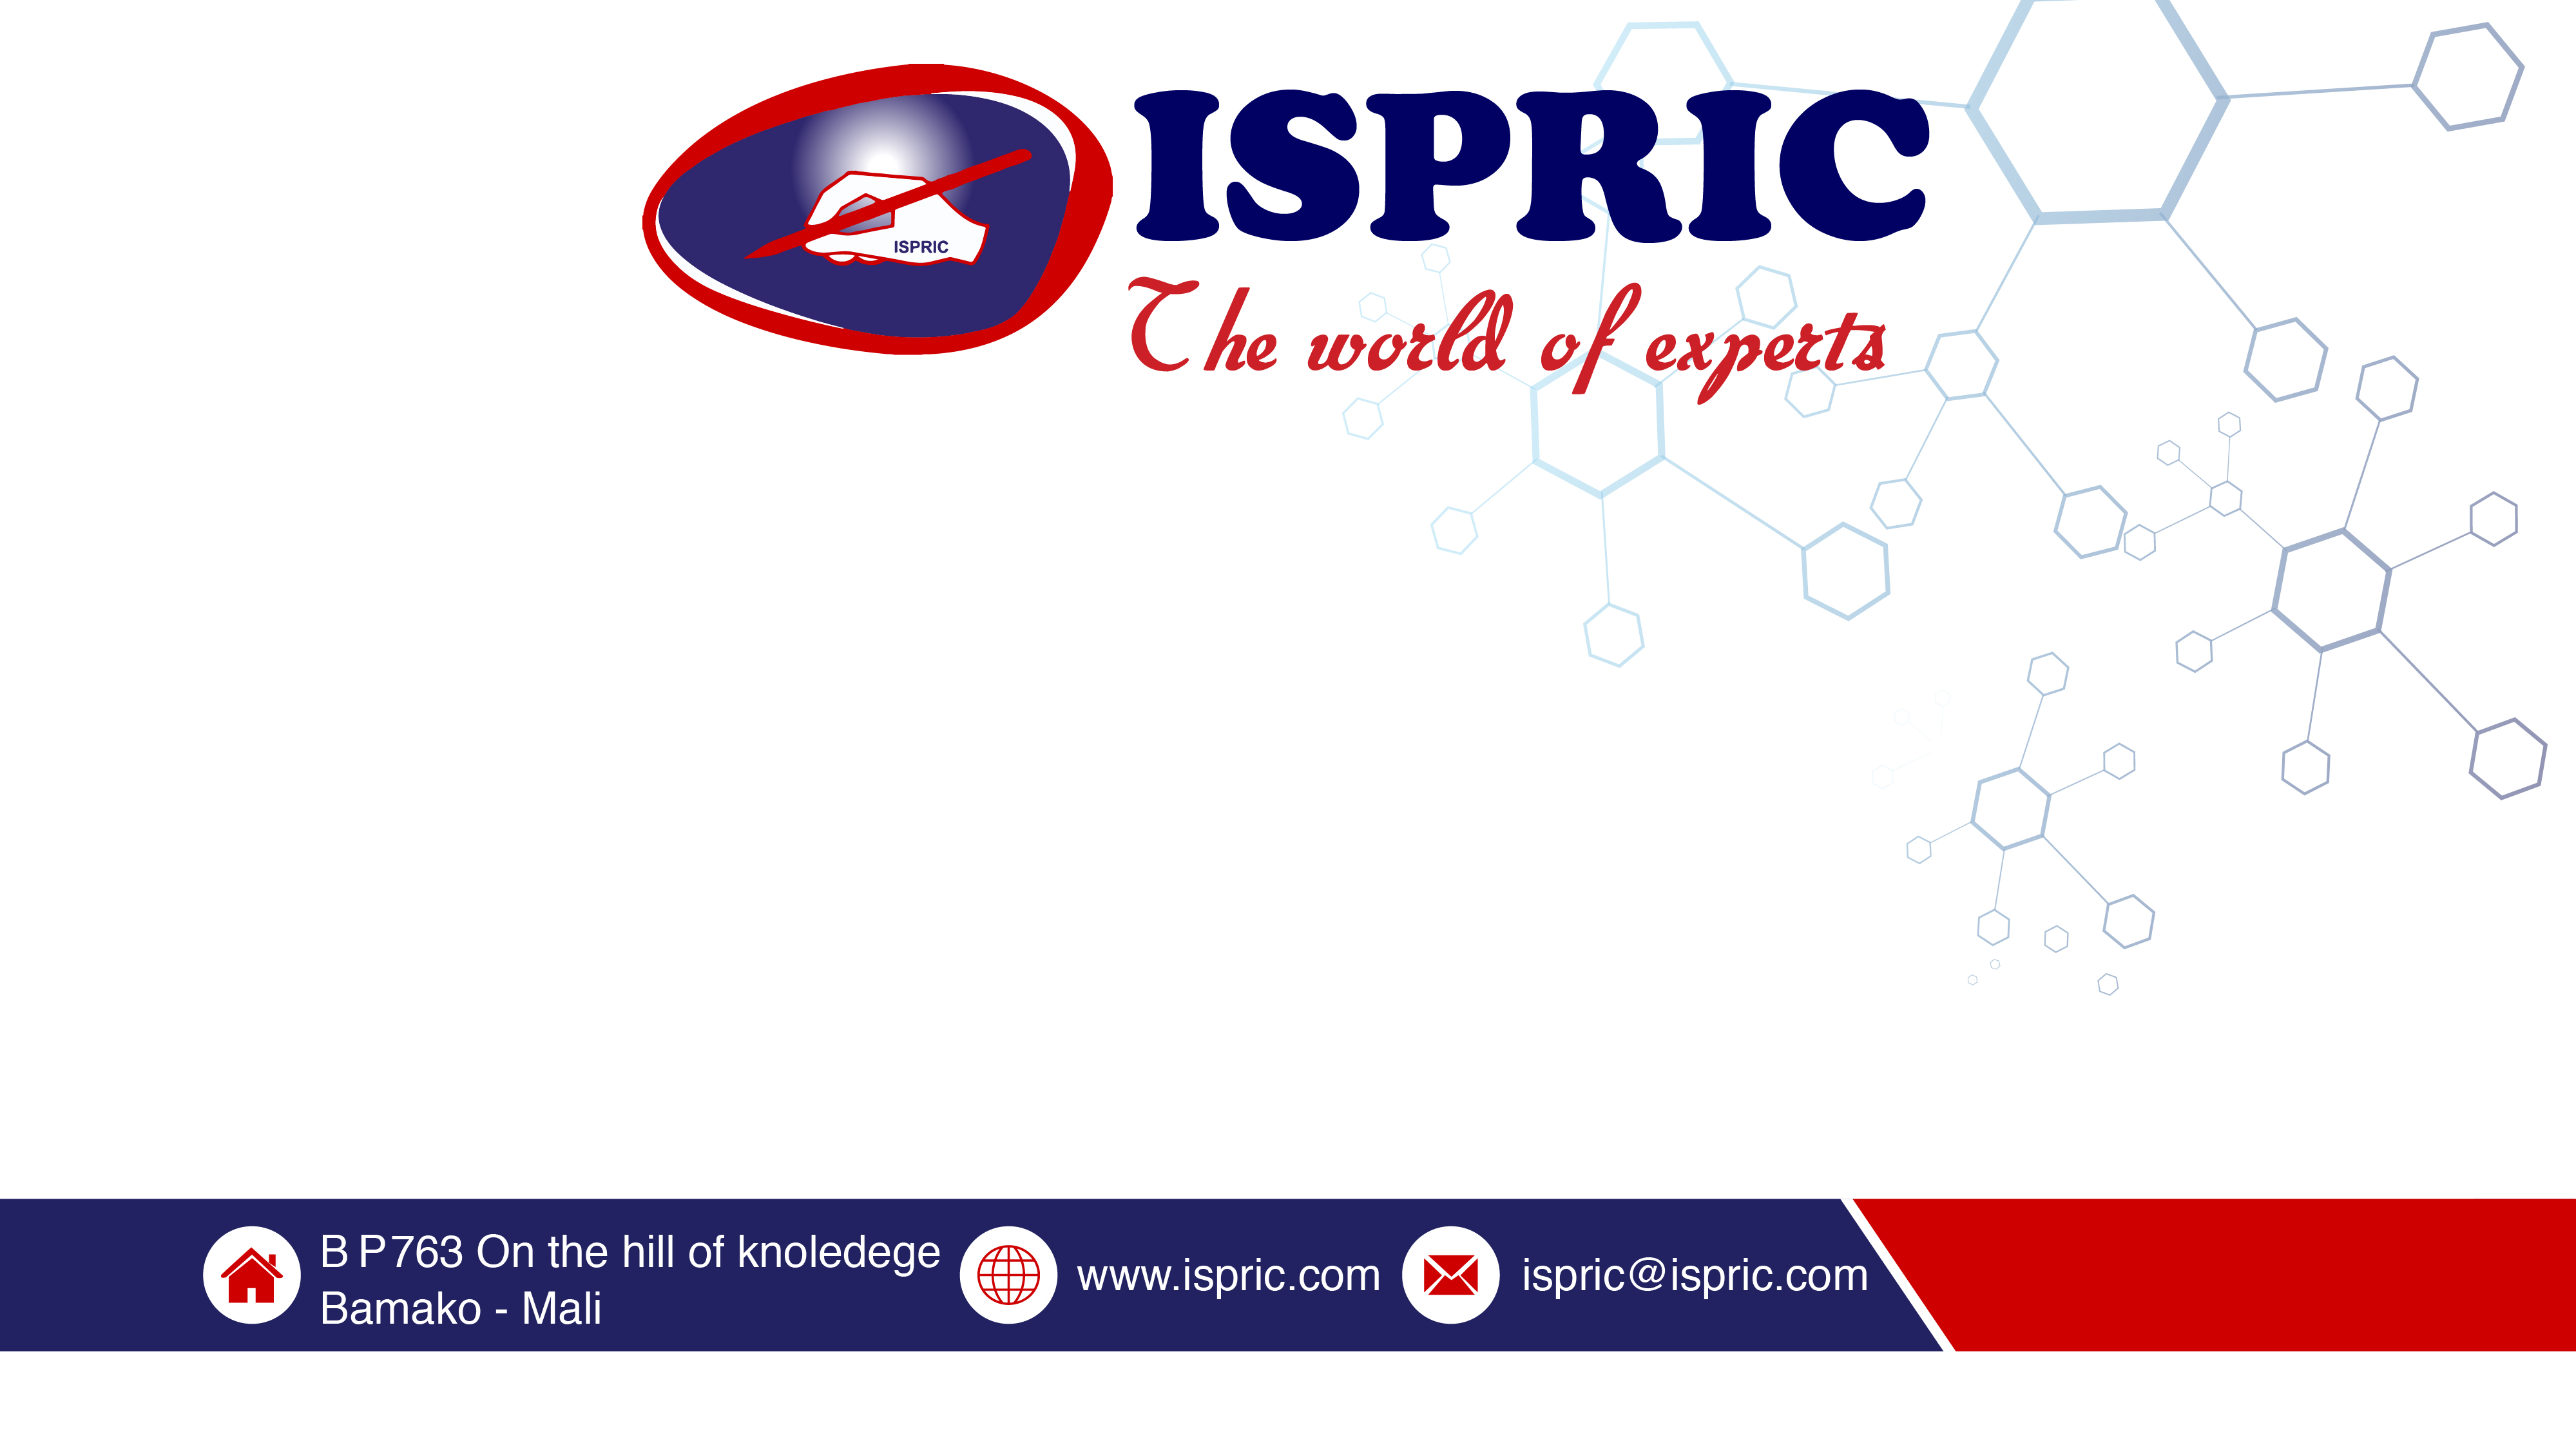 ISPRIC
ISPRIC
The world of experts
B P763 On the hill of knoledege
Bamako - Mali
www.ispric.com
ispric@ispric.com